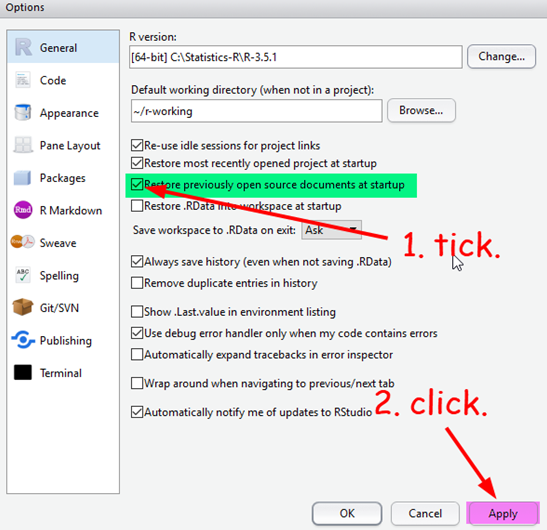 Options
R version:
General
[64-bit] C:\Statistics-R\R-3.5.1
Change...
Code
Default working directory (when not in a project):
Appearance
~/r-working
Browse...
Pane Layout
Re-use idle sessions for project links
Restore most recently opened project at startup
Packages
Restore previously open source documents at startup
Rmd
R Markdown
Restore .RData into workspace at startup
Sweave
Save workspace to .RData on exit:
Ask
1. tick.
ABC
Spelling
Always save history (even when not saving .RData)
Remove duplicate entries in history
Git/SVN
Show .Last.value in environment listing
Publishing
Use debug error handler only when my code contains errors
Automatically expand tracebacks in error inspector
Terminal
Wrap around when navigating to previous/next tab
2. click.
Automatically notify me of updates to RStudio
OK
Cancel
Apply